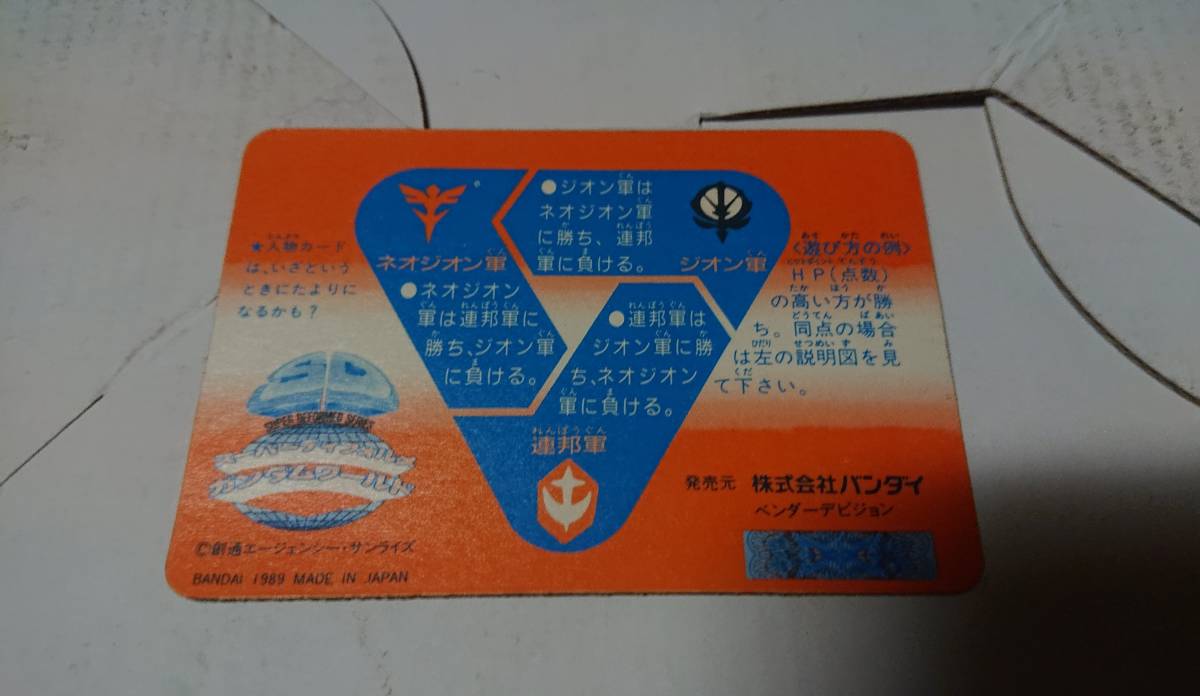 ★人物カード
は、いざという
ときにたよりに
なるかも？
ネオジオン軍
●ネオジオン
軍は連邦軍に
勝ち、ジオン軍
に負ける。
●ジオン軍は
ネオジオン軍
に勝ち、連邦
軍に負ける。
ジオン軍
●連邦軍は
ジオン軍に勝
ち、ネオジオン
軍に負ける。
連邦軍
〈遊び方の例〉
HP(点数)
の高い方が勝
ち。同点の場合
は左の説明図を見
て下さい。
SD
SUPER DEFORMED SERIES
スーパーディフォルメ
ガンダムワールド
©創通エージェンシー・サンライズ
BANDAI 1989 MADE IN JAPAN
発売元 株式会社バンダイ
ベンダーデビジョン